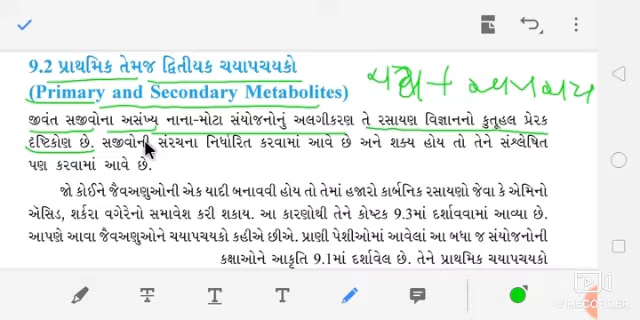 9.2 પ્રાથમિક તેમજ દ્વિતીયક ચયાપચયકો
(Primary and Secondary Metabolites)
જીવંત સજીવોના અસંખ્ય નાના-મોટા સંયોજનોનું અલગીકરણ તે રસાયણ વિજ્ઞાનનો કુતૂહલ પ્રેરક
દૃષ્ટિકોણ છે. સજીવોની સંરચના નિર્ધારિત કરવામાં આવે છે અને શક્ય હોય તો તેને સંશ્લેષિત
પણ કરવામાં આવે છે.
જો કોઈને જૈવઅણુઓની એક યાદી બનાવવી હોય તો તેમાં હજારો કાર્બનિક રસાયણો જેવા કે એમિનો
ઍસિડ, શર્કરા વગેરેનો સમાવેશ કરી શકાય. આ કારણોથી તેને કોષ્ટક 9.3માં દર્શાવવામાં આવ્યા છે.
આપણે આવા જૈવઅણુઓને ચયાપચયકો કહીએ છીએ. પ્રાણી પેશીઓમાં આવેલાં આ બધા જ સંયોજનોની
કક્ષાઓને આકૃતિ 9.1માં દર્શાવેલ છે. તેને પ્રાથમિક ચયાપચયકો
RECORDER